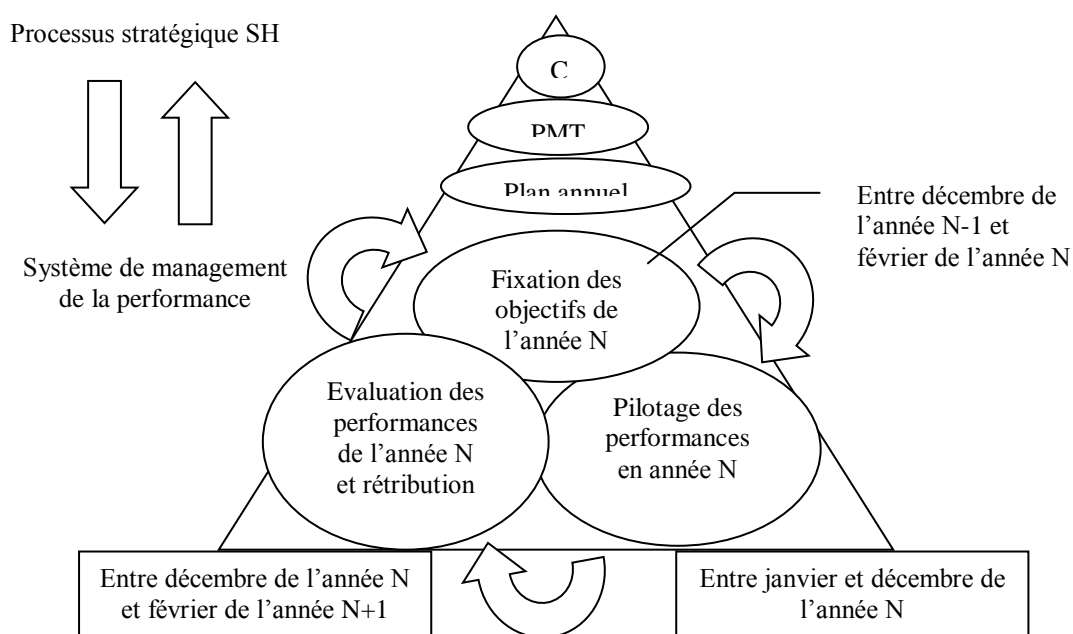 Processus stratégique SH
C
PMT
Plan annuel
Entre décembre de
l’année N-1 et
février de l’année N
Système de management
de la performance
Fixation des
objectifs de
l’année N
Evaluation des
performances
de l’année N
et rétribution
Pilotage des
performances
en année N
Entre décembre de l’année N
et février de l’année N+1
Entre janvier et décembre de
l’année N